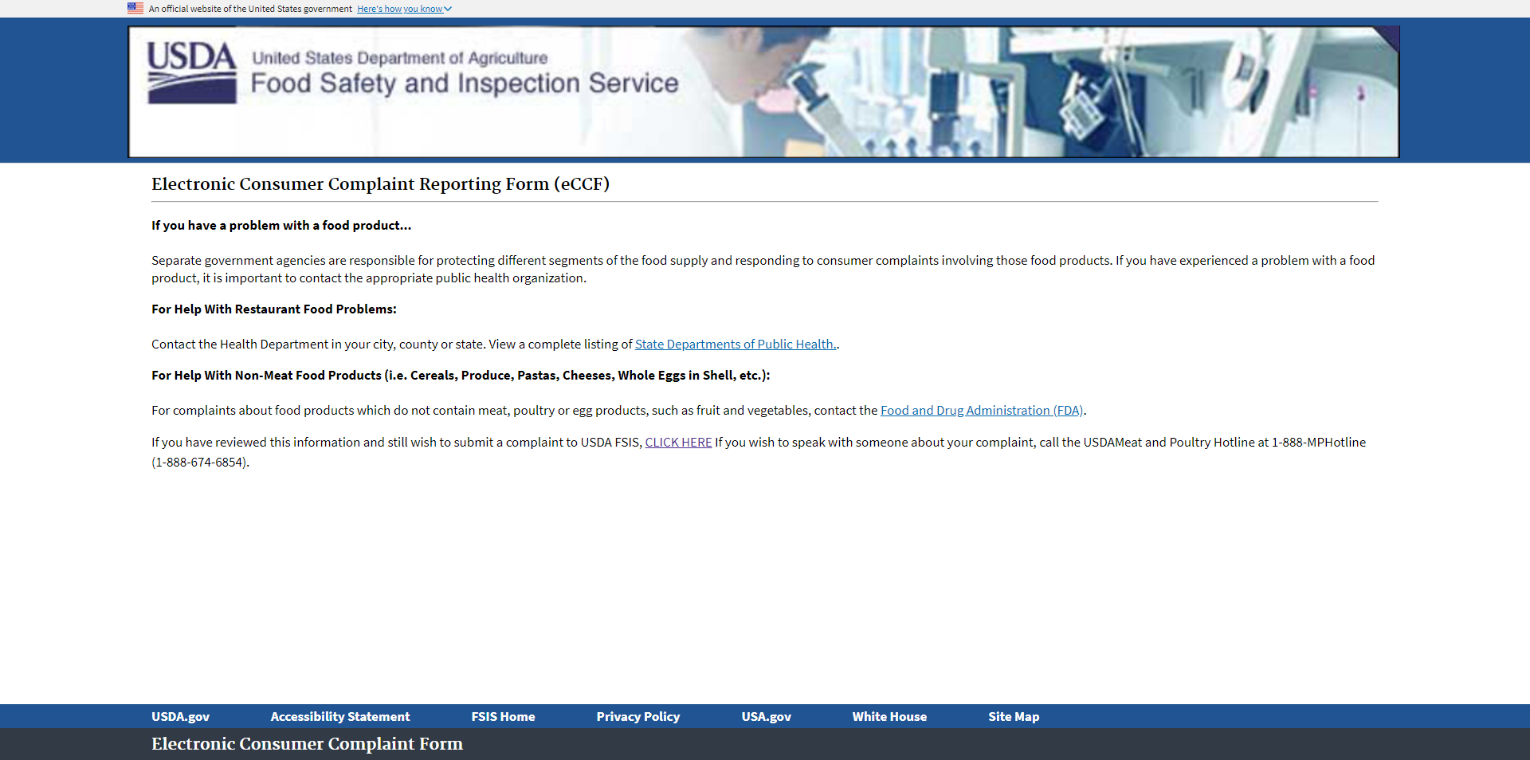 An official website of the United States government Here's how you know
USDA
United States Department of Agriculture
Food Safety and Inspection Service
Electronic Consumer Complaint Reporting Form (eCCF)
If you have a problem with a food product...
Separate government agencies are responsible for protecting different segments of the food supply and responding to consumer complaints involving those food products. If you have experienced a problem with a food
product, it is important to contact the appropriate public health organization.
For Help With Restaurant Food Problems:
Contact the Health Department in your city, county or state. View a complete listing of State Departments of Public Health..
For Help With Non-Meat Food Products (i.e. Cereals, Produce, Pastas, Cheeses, Whole Eggs in Shell, etc.):
For complaints about food products which do not contain meat, poultry or egg products, such as fruit and vegetables, contact the Food and Drug Administration (FDA).
If you have reviewed this information and still wish to submit a complaint to USDA FSIS, CLICK HERE If you wish to speak with someone about your complaint, call the USDAMeat and Poultry Hotline at 1-888-MPHotline
(1-888-674-6854).
USDA.gov Accessibility Statement FSIS Home Privacy Policy USA.gov White House Site Map
Electronic Consumer Complaint Form